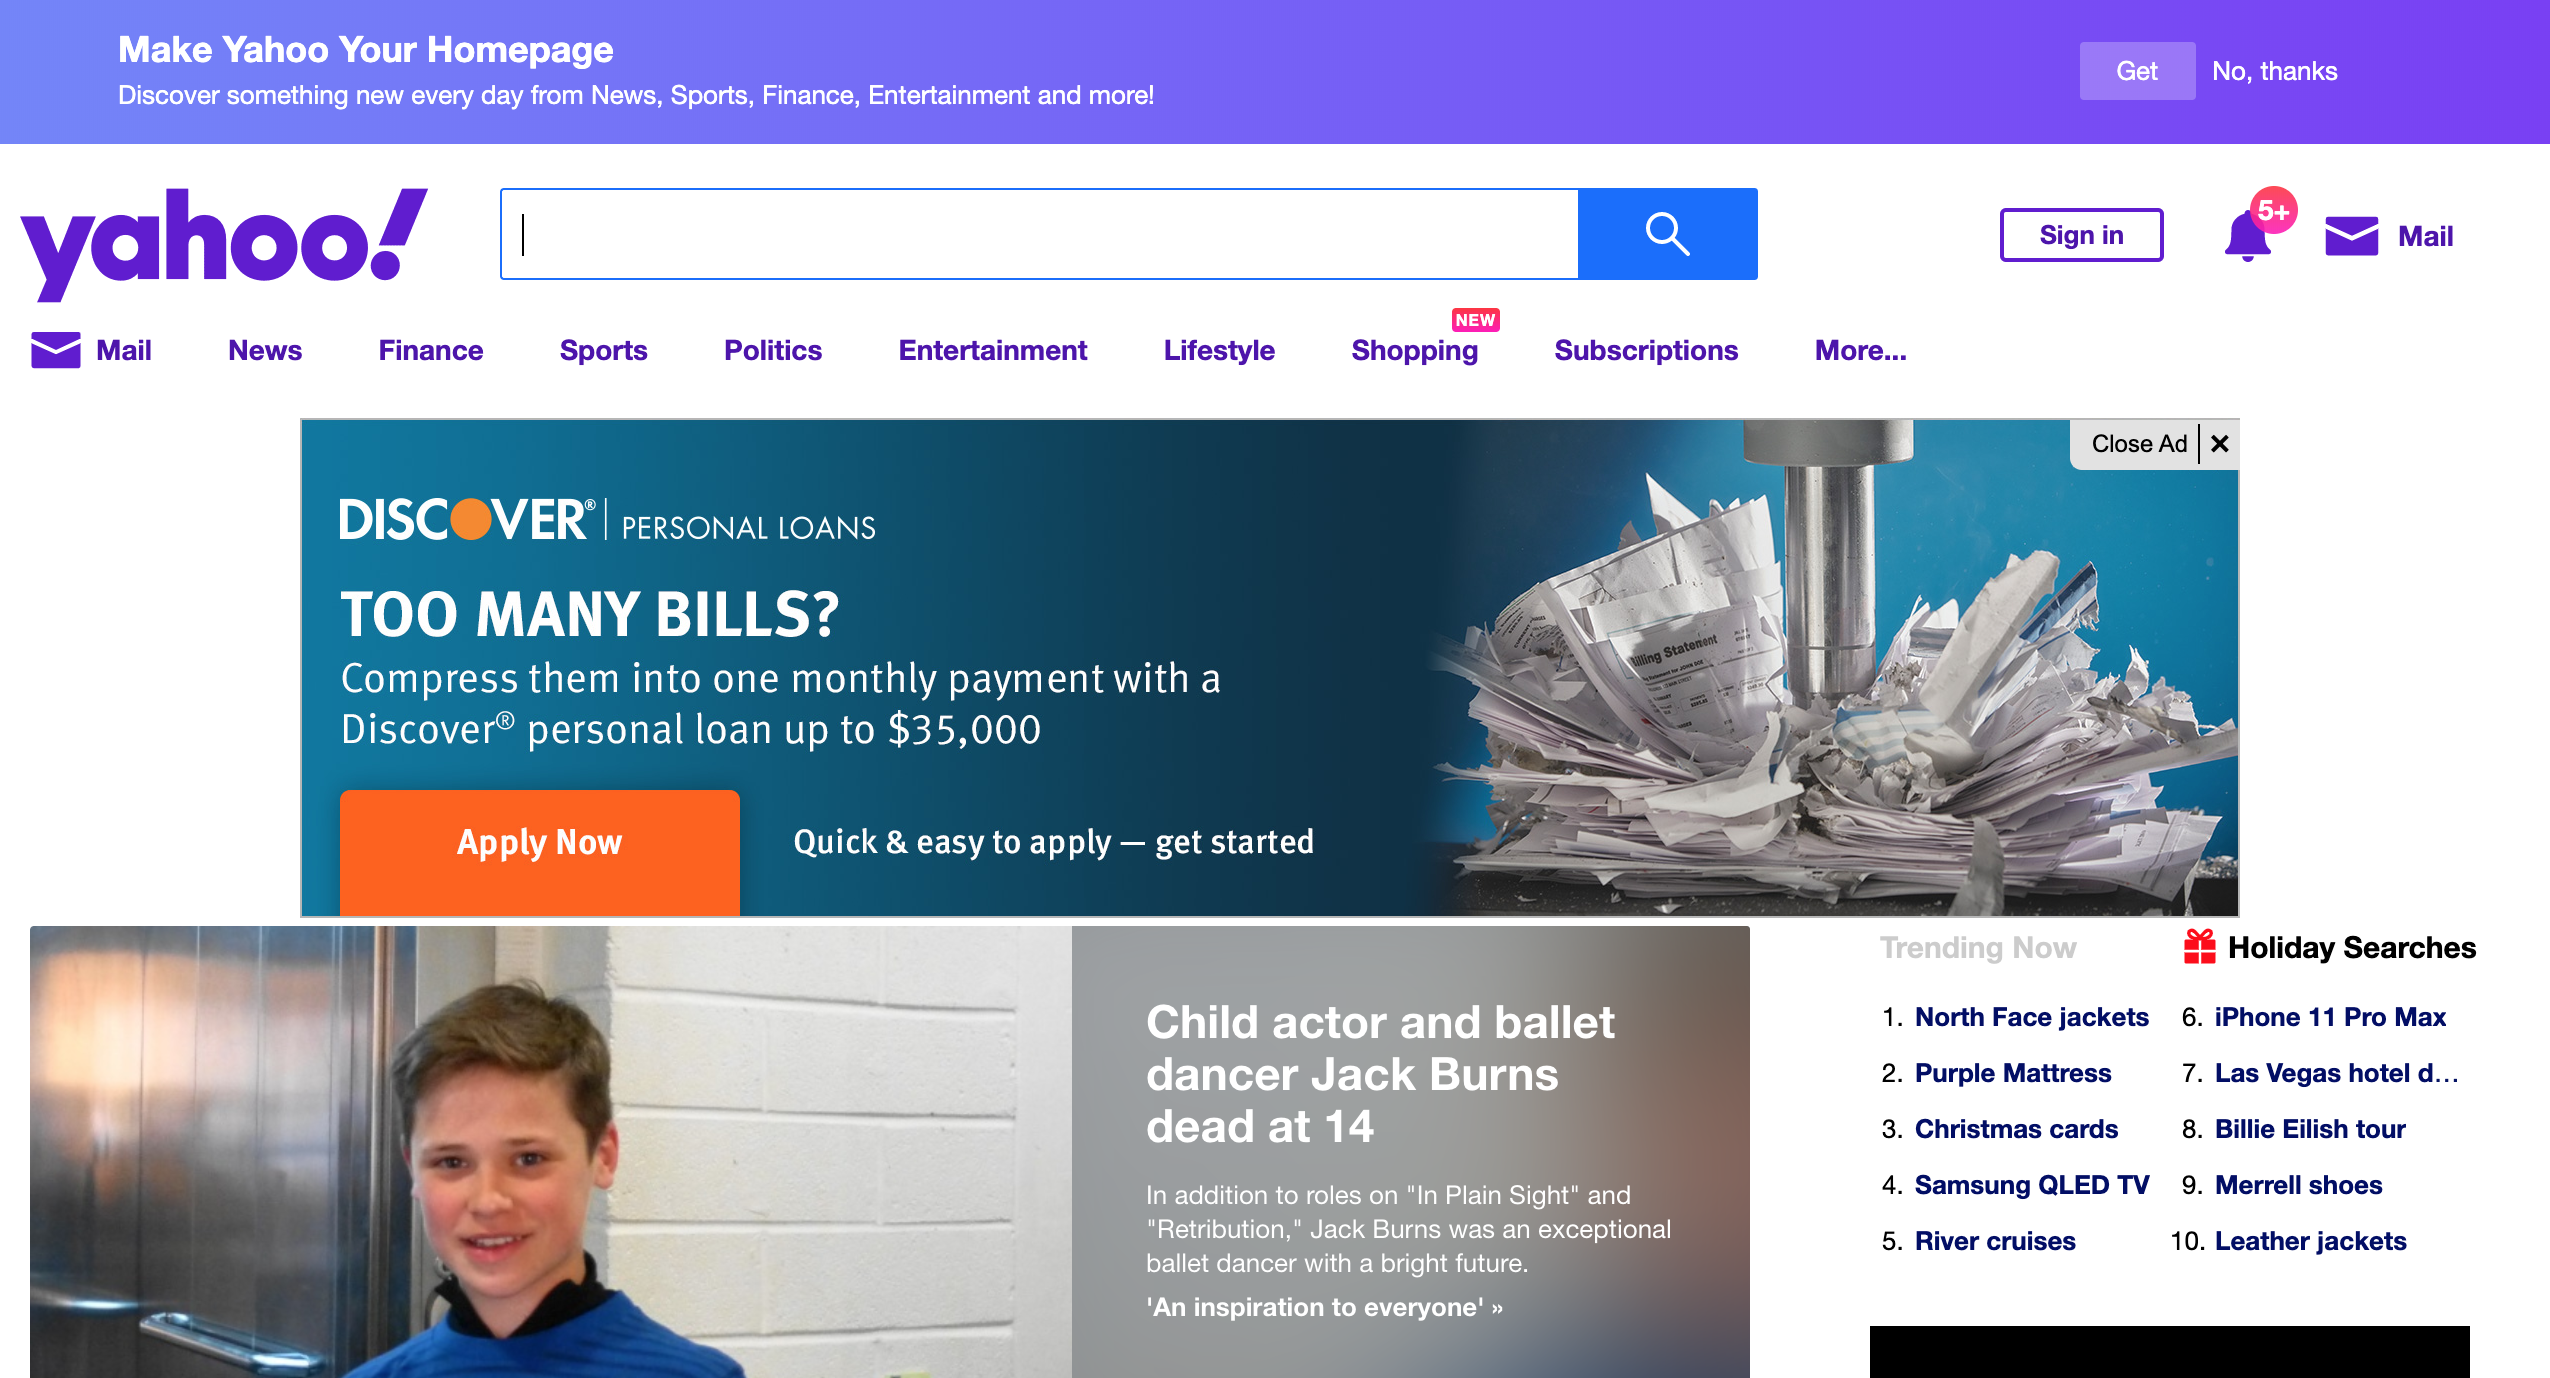 Make Yahoo Your Homepage
Discover something new every day from News, Sports, Finance, Entertainment and more!
Get
No, thanks
yahoo!
Sign in
5+
Mail
NEW
Mail
News
Finance
Sports
Politics
Entertainment
Lifestyle
Shopping
Subscriptions
More...
Close Ad
DISCOVER® PERSONAL LOANS
TOO MANY BILLS?
Compress them into one monthly payment with a
Discover® personal loan up to $35,000
Apply Now
Quick & easy to apply — get started
Billing Statement
Child actor and ballet
dancer Jack Burns
dead at 14
In addition to roles on "In Plain Sight" and
"Retribution," Jack Burns was an exceptional
ballet dancer with a bright future.
'An inspiration to everyone' »
Trending Now
Holiday Searches
1. North Face jackets
2. Purple Mattress
3. Christmas cards
4. Samsung QLED TV
5. River cruises
6. iPhone 11 Pro Max
7. Las Vegas hotel d...
8. Billie Eilish tour
9. Merrell shoes
10. Leather jackets